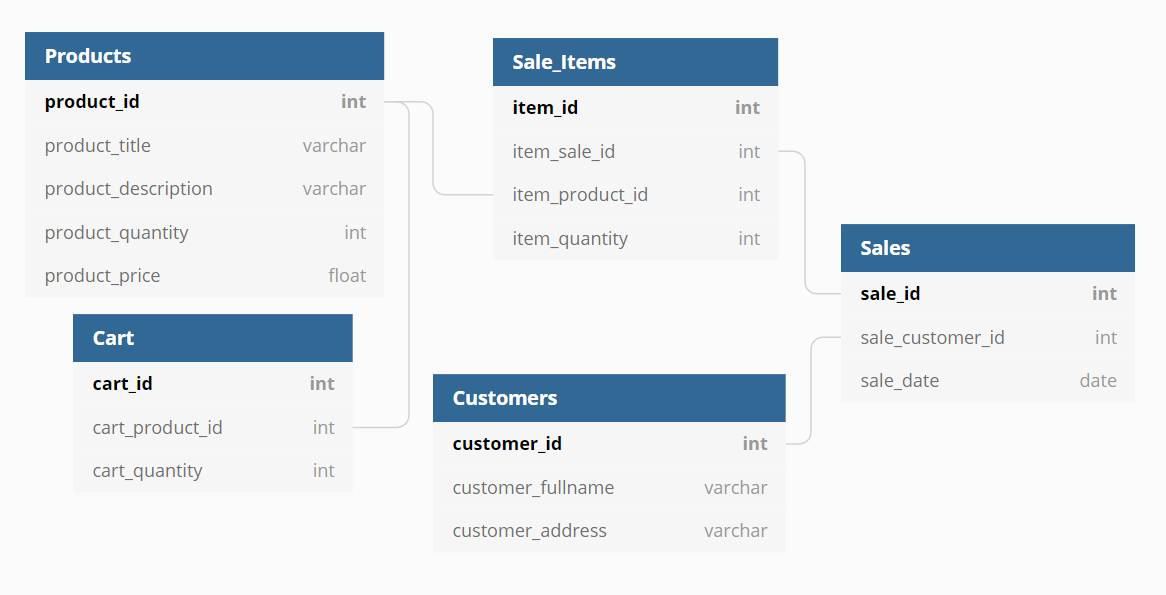 Products
product_id int
product_title varchar
product_description varchar
product_quantity int
product_price float
Cart
cart_id int
cart_product_id int
cart_quantity int
Sale_Items
item_id int
item_sale_id int
item_product_id int
item_quantity int
Customers
customer_id int
customer_fullname varchar
customer_address varchar
Sales
sale_id int
sale_customer_id int
sale_date date